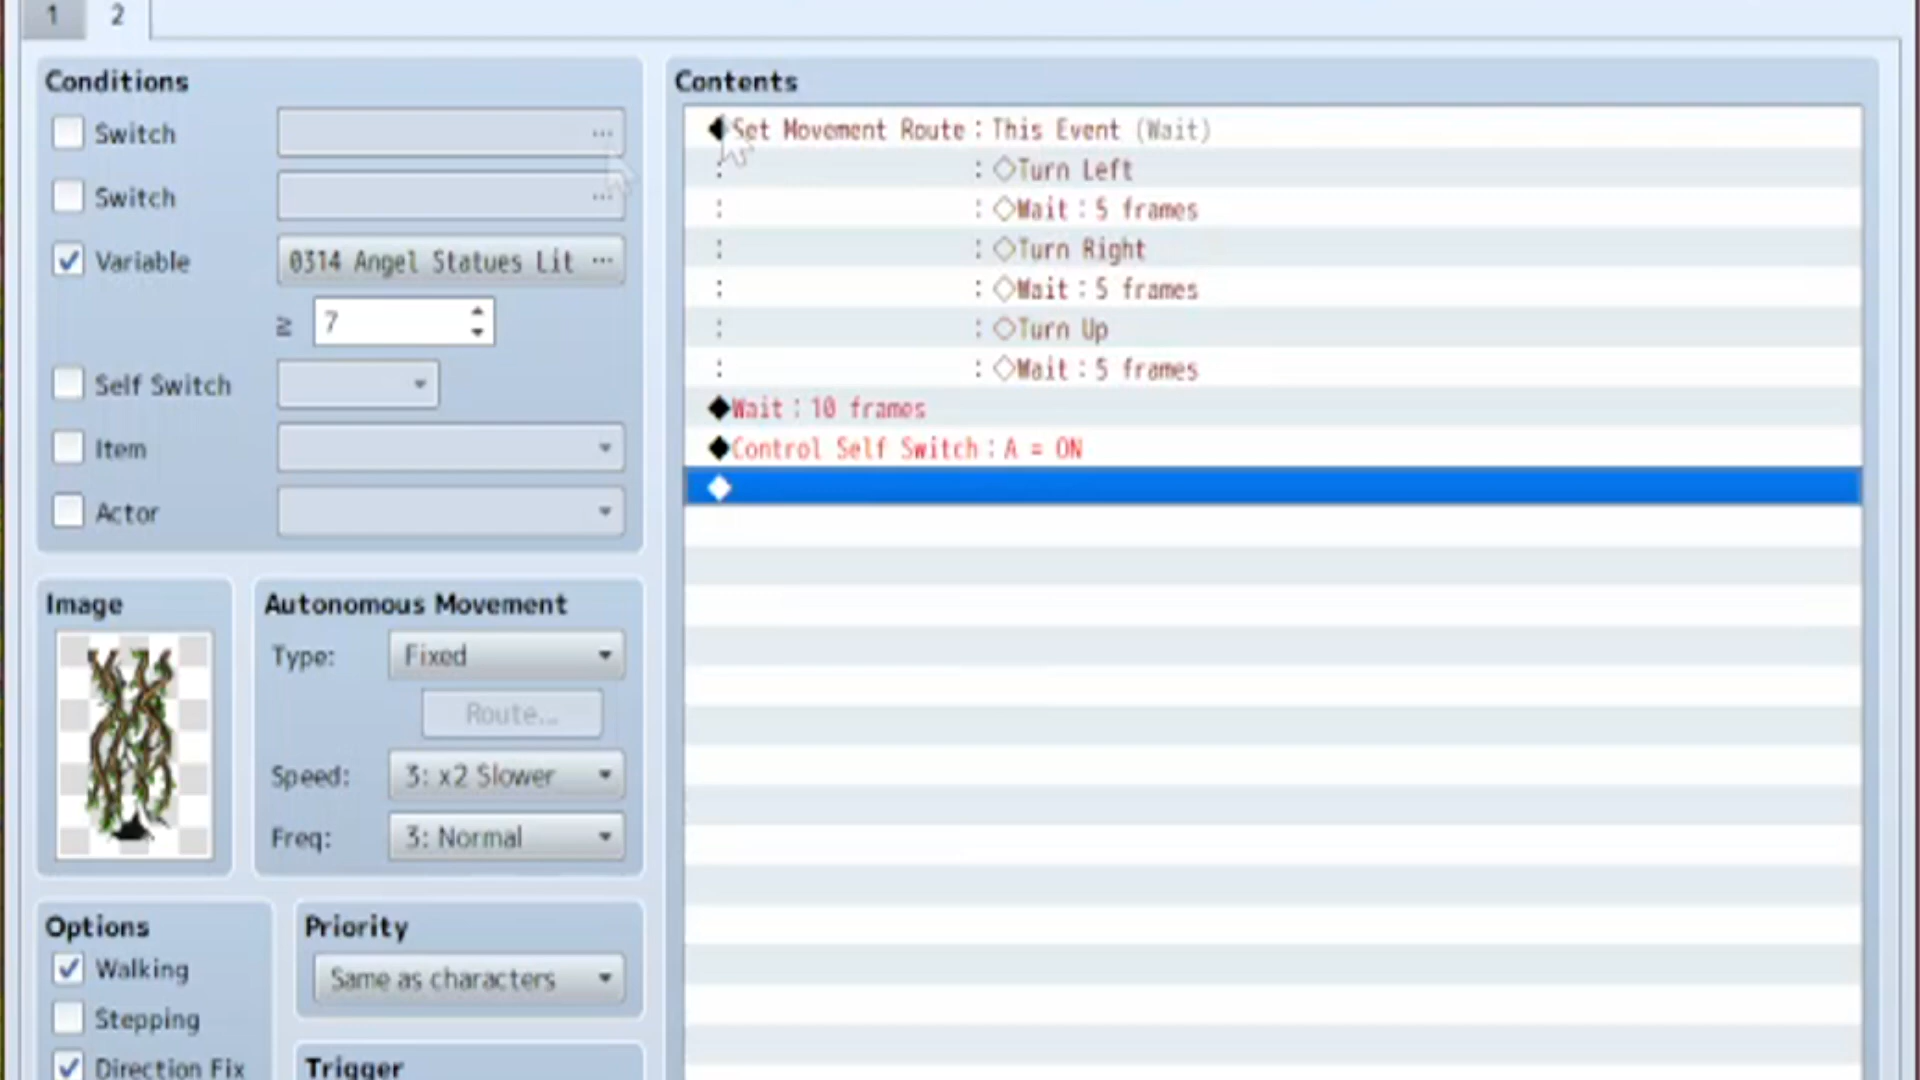 1 2
Conditions
Switch ...
Switch ...
Variable 0314 Angel Statues Lit ...
≥ 7
Self Switch
Item
Actor
Image
Autonomous Movement
Type: Fixed
Route...
Speed: 3: x2 Slower
Freq: 3: Normal
Options
Walking
Stepping
Direction Fix
Priority
Same as characters
Trigger
Contents
◆Set Movement Route : This Event (Wait)
: : ◇Turn Left
: : ◇Wait : 5 frames
: : ◇Turn Right
: : ◇Wait : 5 frames
: : ◇Turn Up
: : ◇Wait : 5 frames
◆Wait : 10 frames
◆Control Self Switch : A = ON
◆